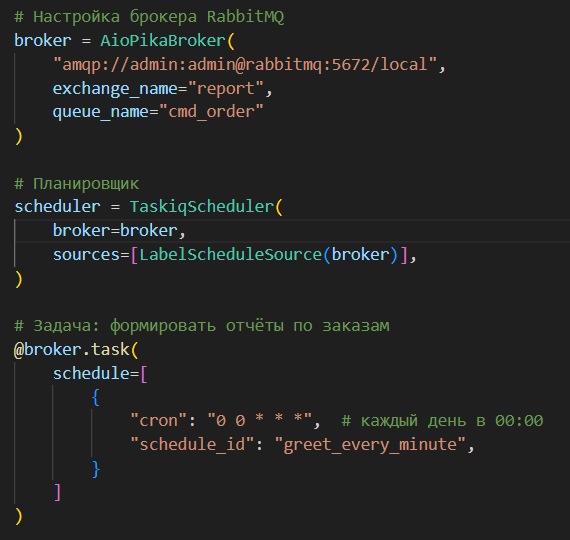 # Настройка брокера RabbitMQ
broker = AioPikaBroker(
    "amqp://admin:admin@rabbitmq:5672/local",
    exchange_name="report",
    queue_name="cmd_order"
)

# Планировщик
scheduler = TaskiqScheduler(
    broker=broker,
    sources=[LabelScheduleSource(broker)],
)

# Задача: формировать отчёты по заказам
@broker.task(
    schedule=[
        {
            "cron": "0 0 * * *",  # каждый день в 00:00
            "schedule_id": "greet_every_minute",
        }
    ]
)